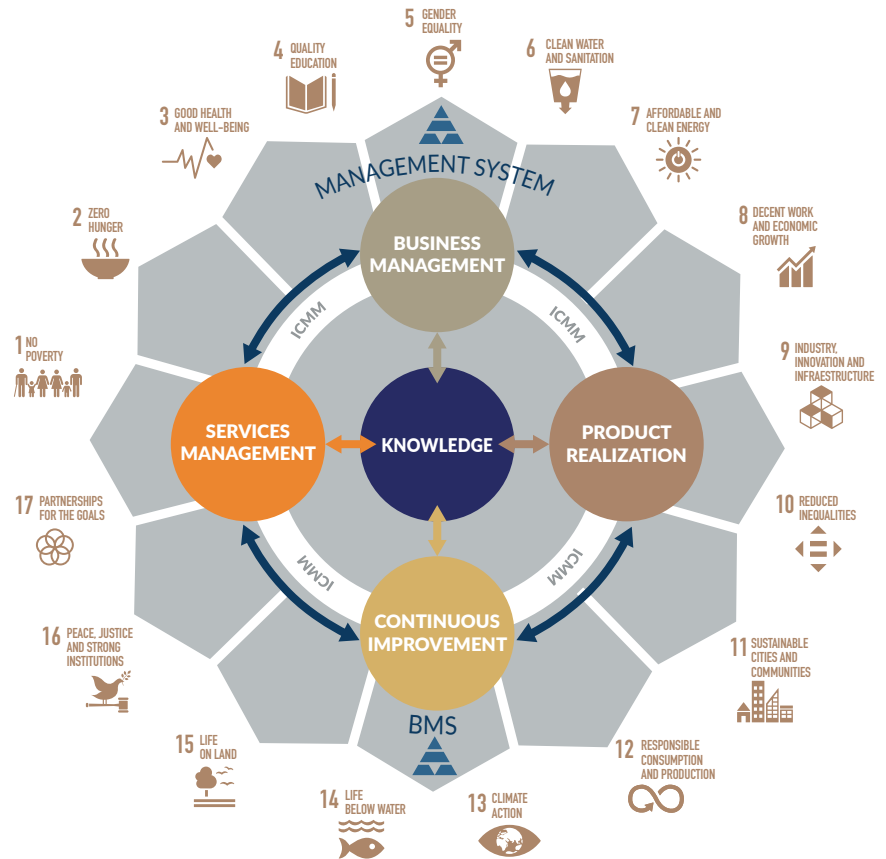 5 GENDER
EQUALITY
4 QUALITY
EDUCATION
6 CLEAN WATER
AND SANITATION
3 GOOD HEALTH
AND WELL-BEING
7 AFFORDABLE AND
CLEAN ENERGY
2 ZERO
HUNGER
8 DECENT WORK
AND ECONOMIC
GROWTH
1 NO
POVERTY
9 INDUSTRY,
INNOVATION AND
INFRAESTRUCTURE
MANAGEMENT SYSTEM
BUSINESS
MANAGEMENT
ICMM
ICMM
SERVICES
MANAGEMENT
KNOWLEDGE
PRODUCT
REALIZATION
ICMM
ICMM
CONTINUOUS
IMPROVEMENT
BMS
17 PARTNERSHIPS
FOR THE GOALS
10 REDUCED
INEQUALITIES
16 PEACE, JUSTICE
AND STRONG
INSTITUTIONS
11 SUSTAINABLE
CITIES AND
COMMUNITIES
15 LIFE
ON LAND
12 RESPONSIBLE
CONSUMPTION
AND PRODUCTION
14 LIFE
BELOW WATER
13 CLIMATE
ACTION